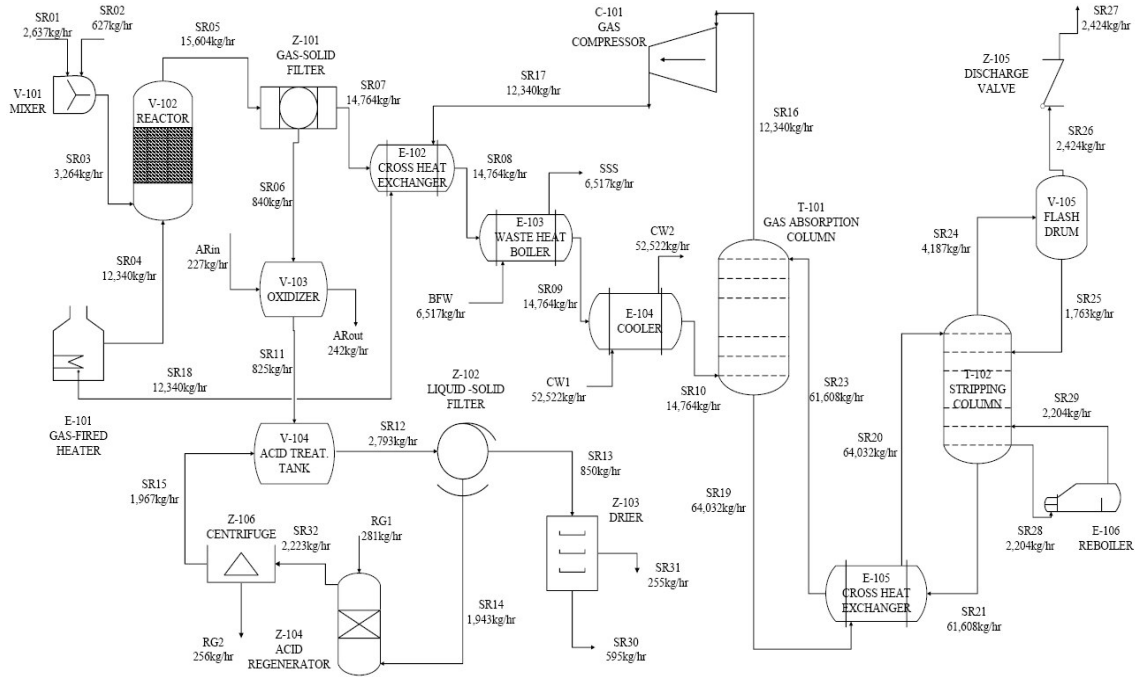 SR01
2,637kg/hr
SR02
627kg/hr
V-101
MIXER
SR03
3,264kg/hr
SR05
15,604kg/hr
V-102
REACTOR
SR04
12,340kg/hr
E-101
GAS-FIRED
HEATER
SR18
12,340kg/hr
Z-101
GAS-SOLID
FILTER
SR07
14,764kg/hr
SR06
840kg/hr
ARin
227kg/hr
V-103
OXIDIZER
ARout
242kg/hr
SR11
825kg/hr
E-102
CROSS HEAT
EXCHANGER
SR17
12,340kg/hr
C-101
GAS
COMPRESSOR
SR08
14,764kg/hr
SSS
6,517kg/hr
E-103
WASTE HEAT
BOILER
BFW
6,517kg/hr
SR09
14,764kg/hr
CW2
52,522kg/hr
E-104
COOLER
CW1
52,522kg/hr
SR10
14,764kg/hr
SR16
12,340kg/hr
T-101
GAS ABSORPTION
COLUMN
SR19
64,032kg/hr
SR23
61,608kg/hr
SR20
64,032kg/hr
E-105
CROSS HEAT
EXCHANGER
SR21
61,608kg/hr
SR24
4,187kg/hr
T-102
STRIPPING
COLUMN
SR25
1,763kg/hr
V-105
FLASH
DRUM
SR26
2,424kg/hr
Z-105
DISCHARGE
VALVE
SR27
2,424kg/hr
SR29
2,204kg/hr
SR28
2,204kg/hr
E-106
REBOILER
V-104
ACID TREAT.
TANK
SR12
2,793kg/hr
Z-102
LIQUID -SOLID
FILTER
SR13
850kg/hr
Z-103
DRIER
SR31
255kg/hr
SR30
595kg/hr
SR14
1,943kg/hr
Z-104
ACID
REGENERATOR
RG1
281kg/hr
SR32
2,223kg/hr
Z-106
CENTRIFUGE
RG2
256kg/hr
SR15
1,967kg/hr